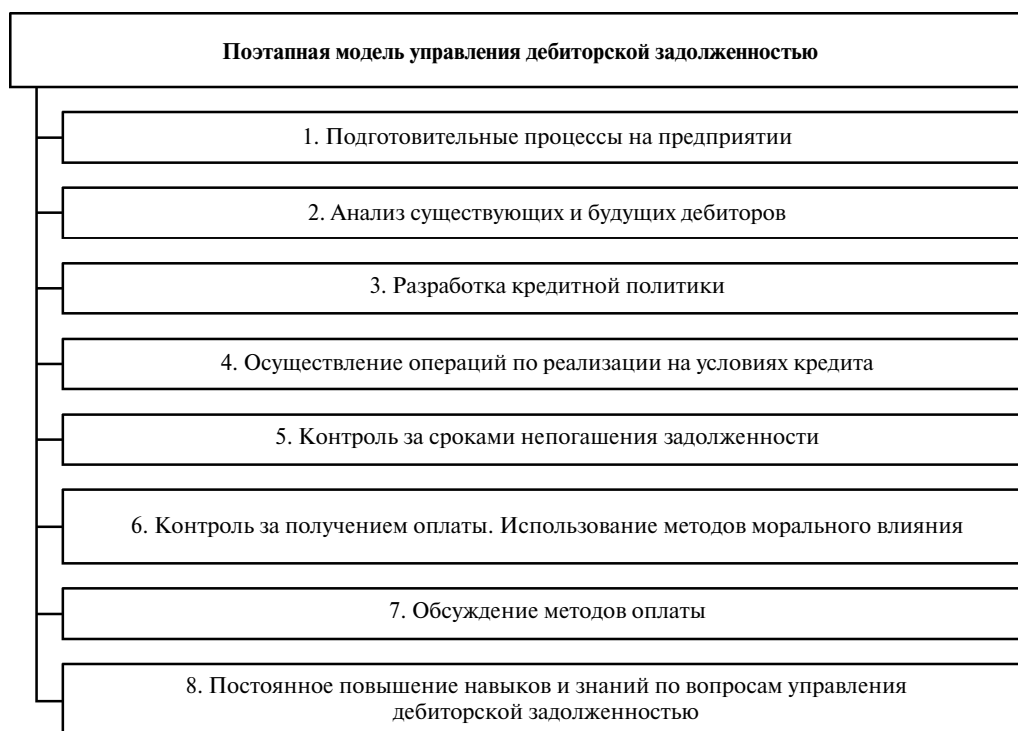 Поэтапная модель управления дебиторской задолженностью
1. Подготовительные процессы на предприятии
2. Анализ существующих и будущих дебиторов
3. Разработка кредитной политики
4. Осуществление операций по реализации на условиях кредита
5. Контроль за сроками непогашения задолженности
6. Контроль за получением оплаты. Использование методов морального влияния
7. Обсуждение методов оплаты
8. Постоянное повышение навыков и знаний по вопросам управления
дебиторской задолженностью